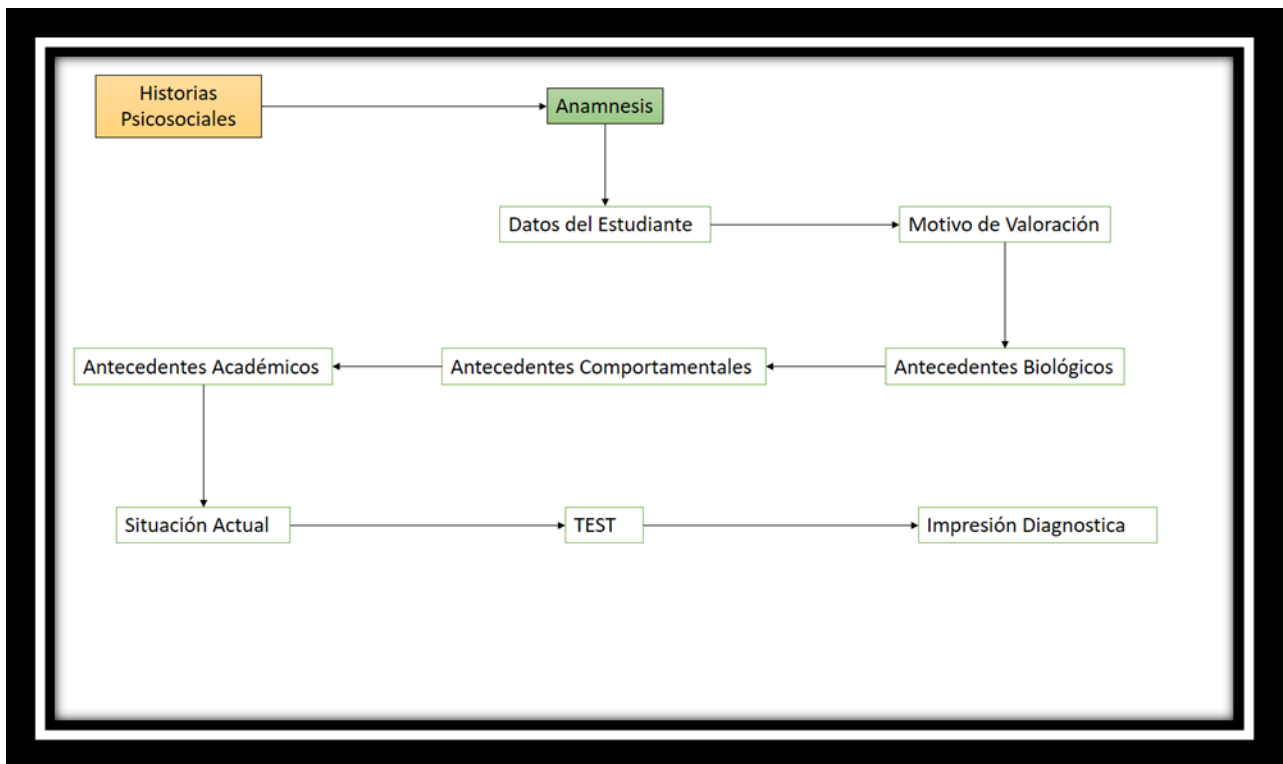 Historias
Psicosociales
Anamnesis
Datos del Estudiante
Motivo de Valoración
Antecedentes Académicos
Antecedentes Comportamentales
Antecedentes Biológicos
Situación Actual
TEST
Impresión Diagnostica